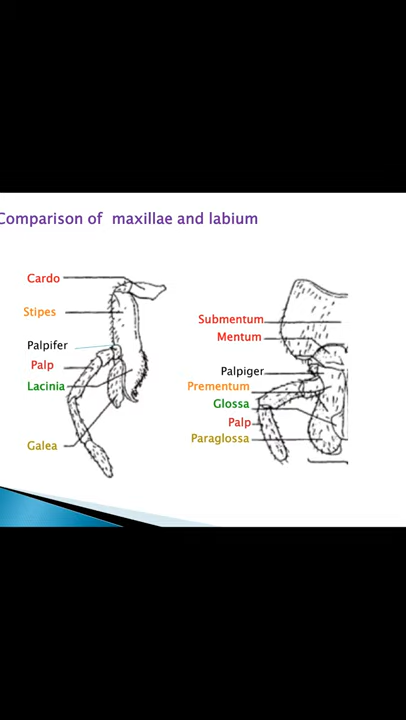 Comparison of maxillae and labium
Cardo
Stipes
Palpifer
Palp
Lacinia
Galea
Submentum
Mentum
Palpiger
Prementum
Glossa
Palp
Paraglossa